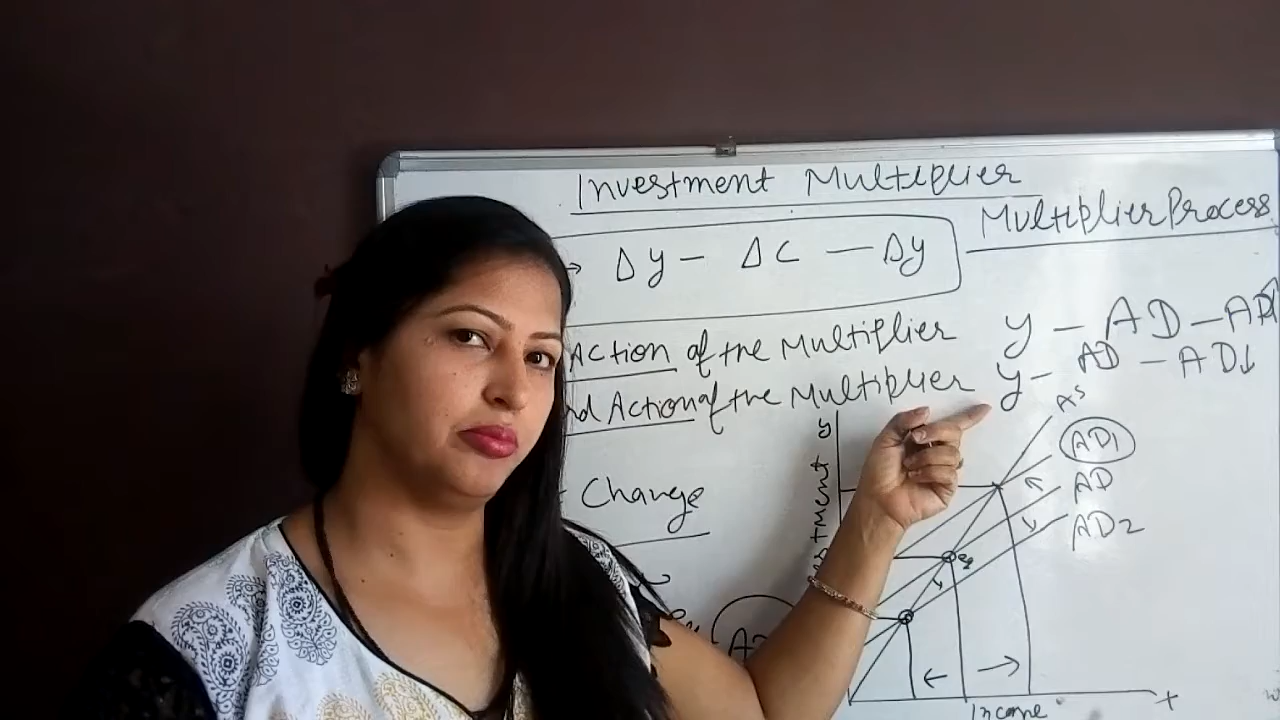 Investment Multiplier
Multiplier Process
Δy - ΔC - Δy
Action of the Multiplier y - AD - AD↑
Action of the Multiplier y - AD - AD↓
Change
y
AS
AD1
AD
AD2
Income
x